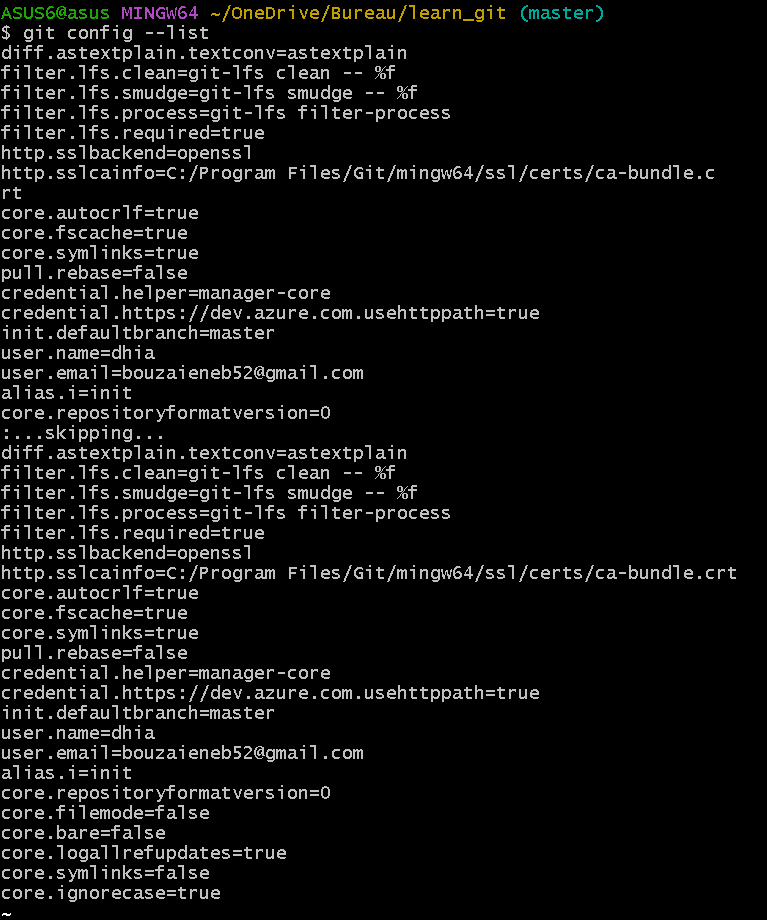 ASUS6@asus MINGW64 ~/OneDrive/Bureau/learn_git (master)
$ git config --list
diff.astextplain.textconv=astextplain
filter.lfs.clean=git-lfs clean -- %f
filter.lfs.smudge=git-lfs smudge -- %f
filter.lfs.process=git-lfs filter-process
filter.lfs.required=true
http.sslbackend=openssl
http.sslcainfo=C:/Program Files/Git/mingw64/ssl/certs/ca-bundle.c
rt
core.autocrlf=true
core.fscache=true
core.symlinks=true
pull.rebase=false
credential.helper=manager-core
credential.https://dev.azure.com.usehttppath=true
init.defaultbranch=master
user.name=dhia
user.email=bouzaieneb52@gmail.com
alias.i=init
core.repositoryformatversion=0
:...skipping...
diff.astextplain.textconv=astextplain
filter.lfs.clean=git-lfs clean -- %f
filter.lfs.smudge=git-lfs smudge -- %f
filter.lfs.process=git-lfs filter-process
filter.lfs.required=true
http.sslbackend=openssl
http.sslcainfo=C:/Program Files/Git/mingw64/ssl/certs/ca-bundle.crt
core.autocrlf=true
core.fscache=true
core.symlinks=true
pull.rebase=false
credential.helper=manager-core
credential.https://dev.azure.com.usehttppath=true
init.defaultbranch=master
user.name=dhia
user.email=bouzaieneb52@gmail.com
alias.i=init
core.repositoryformatversion=0
core.filemode=false
core.bare=false
core.logallrefupdates=true
core.symlinks=false
core.ignorecase=true
~